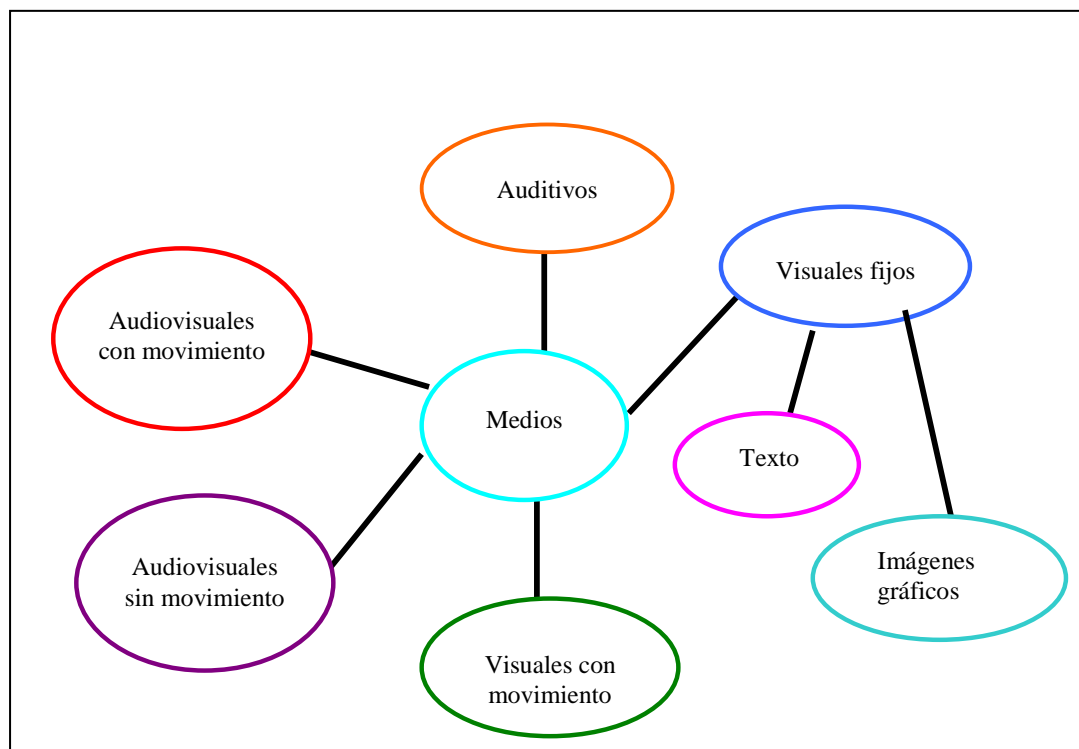 Auditivos
Visuales fijos
Audiovisuales
con movimiento
Medios
Texto
Audiovisuales
sin movimiento
Imágenes
gráficos
Visuales con
movimiento